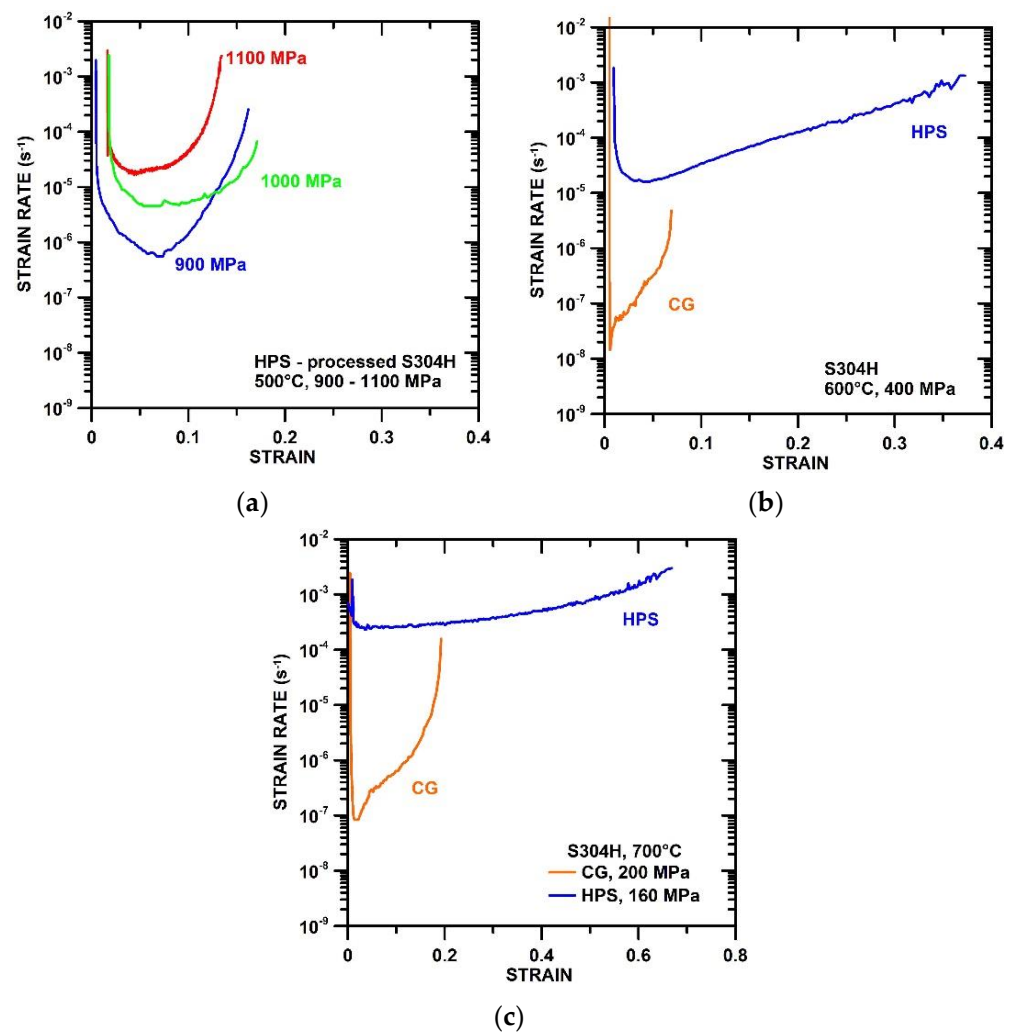 10⁻²
10⁻³
10⁻⁴
10⁻⁵
10⁻⁶
10⁻⁷
10⁻⁸
10⁻⁹
STRAIN RATE (s⁻¹)
1100 MPa
1000 MPa
900 MPa
HPS - processed S304H
500°C, 900 - 1100 MPa
0 0.1 0.2 0.3 0.4
STRAIN
(a)
10⁻²
10⁻³
10⁻⁴
10⁻⁵
10⁻⁶
10⁻⁷
10⁻⁸
10⁻⁹
STRAIN RATE (s⁻¹)
HPS
CG
S304H
600°C, 400 MPa
0 0.1 0.2 0.3 0.4
STRAIN
(b)
10⁻²
10⁻³
10⁻⁴
10⁻⁵
10⁻⁶
10⁻⁷
10⁻⁸
10⁻⁹
STRAIN RATE (s⁻¹)
HPS
CG
S304H, 700°C
CG, 200 MPa
HPS, 160 MPa
0 0.2 0.4 0.6 0.8
STRAIN
(c)